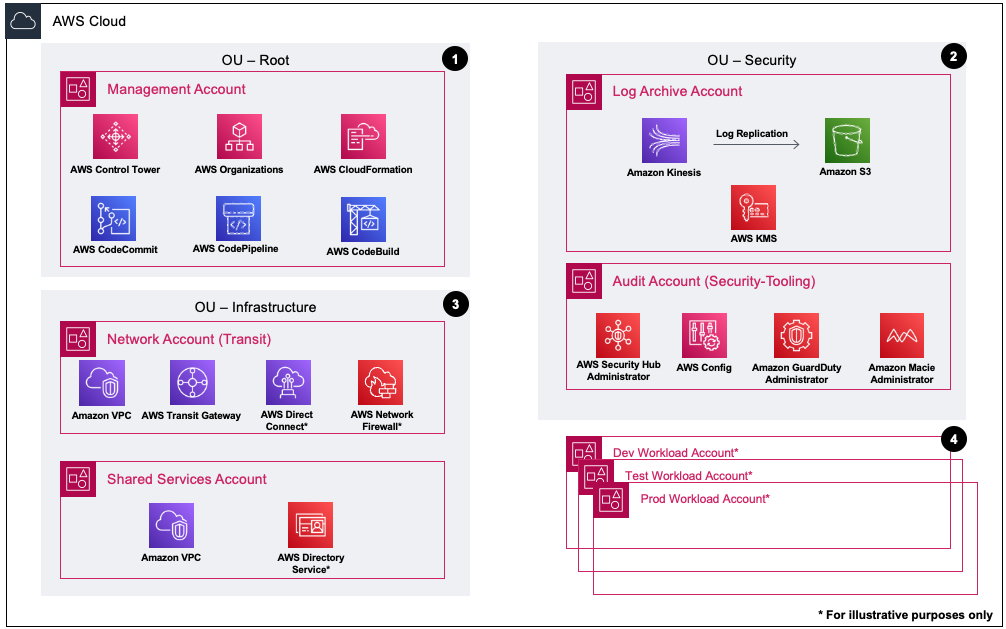 AWS Cloud
OU – Root
1
Management Account
AWS Control Tower
AWS Organizations
AWS CloudFormation
AWS CodeCommit
AWS CodePipeline
AWS CodeBuild
OU – Security
2
Log Archive Account
Amazon Kinesis
Log Replication
Amazon S3
AWS KMS
Audit Account (Security-Tooling)
AWS Security Hub
Administrator
AWS Config
Amazon GuardDuty
Administrator
Amazon Macie
Administrator
OU – Infrastructure
3
Network Account (Transit)
Amazon VPC
AWS Transit Gateway
AWS Direct
Connect*
AWS Network
Firewall*
Shared Services Account
Amazon VPC
AWS Directory
Service*
4
Dev Workload Account*
Test Workload Account*
Prod Workload Account*
* For illustrative purposes only